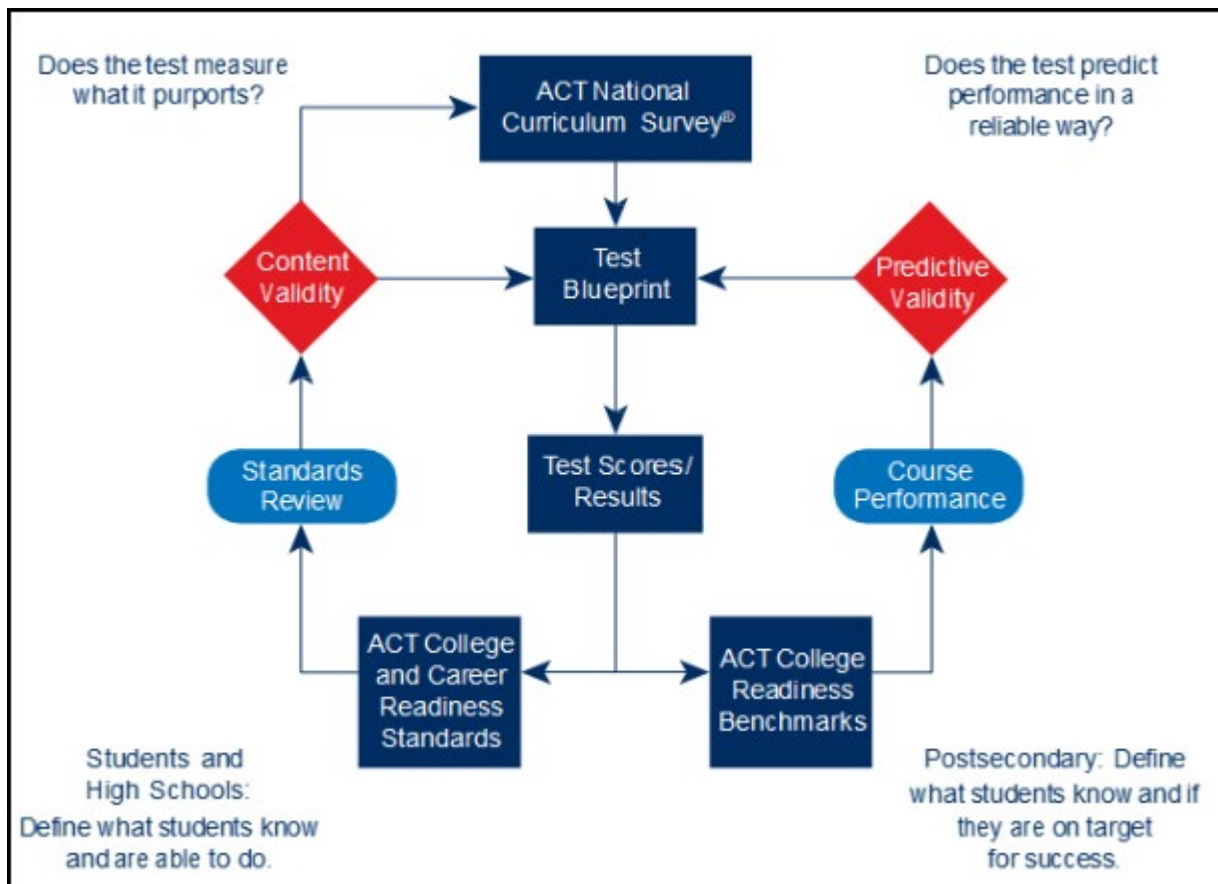 Does the test measure
what it purports?
ACT National
Curriculum Survey®
Does the test predict
performance in a
reliable way?
Content
Validity
Test
Blueprint
Predictive
Validity
Standards
Review
Test Scores/
Results
Course
Performance
ACT College
and Career
Readiness
Standards
ACT College
Readiness
Benchmarks
Students and
High Schools:
Define what students know
and are able to do.
Postsecondary: Define
what students know and if
they are on target
for success.